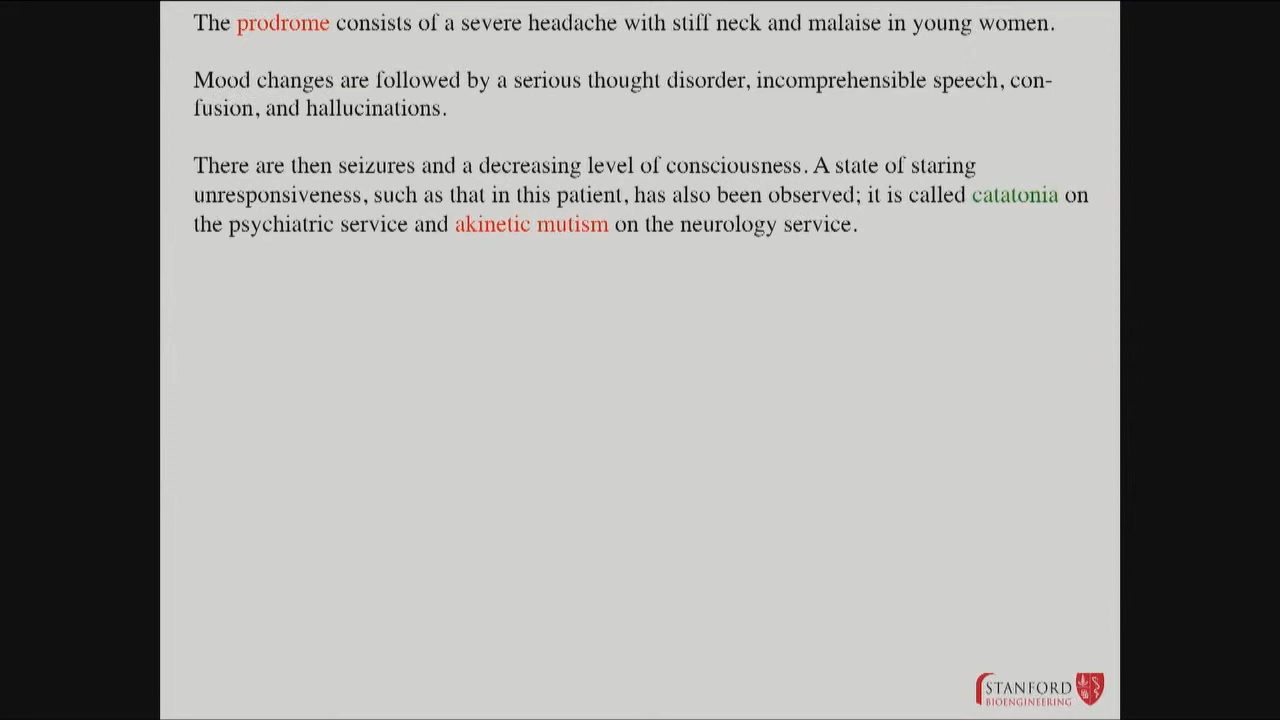 The prodrome consists of a severe headache with stiff neck and malaise in young women.
Mood changes are followed by a serious thought disorder, incomprehensible speech, con-
fusion, and hallucinations.
There are then seizures and a decreasing level of consciousness. A state of staring
unresponsiveness, such as that in this patient, has also been observed; it is called catatonia on
the psychiatric service and akinetic mutism on the neurology service.
STANFORD
BIOENGINEERING